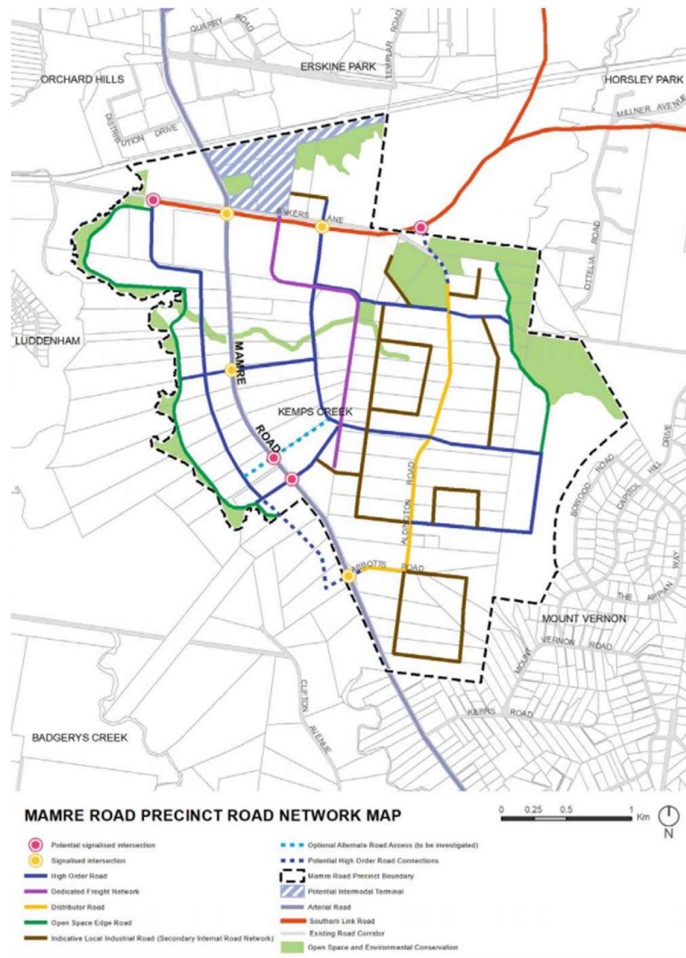 QUARRY ROAD
TEMPLAR ROAD
ERSKINE PARK
ORCHARD HILLS
HORSLEY PARK
MILLNER AVENUE
DISTRIBUTION DRIVE
LANE
OTTELIA ROAD
LUDDENHAM
MAMRE
ROAD
KEMPS CREEK
ALDINGTON ROAD
BOWOOD ROAD
CAPITOL HILL DRIVE
ABBOTTS ROAD
THE APPIAN WAY
MOUNT VERNON
MOUNT VERNON ROAD
CLIFTON AVENUE
KERRS ROAD
BADGERYS CREEK
MAMRE ROAD PRECINCT ROAD NETWORK MAP
0 0.25 0.5 1 Km
N
Potential signalised intersection
Signalised intersection
High Order Road
Dedicated Freight Network
Distributor Road
Open Space Edge Road
Indicative Local Industrial Road (Secondary Internal Road Network)
Optional Alternate Road Access (to be investigated)
Potential High Order Road Connections
Mamre Road Precinct Boundary
Potential Intermodal Terminal
Arterial Road
Southern Link Road
Existing Road Corridor
Open Space and Environmental Conservation